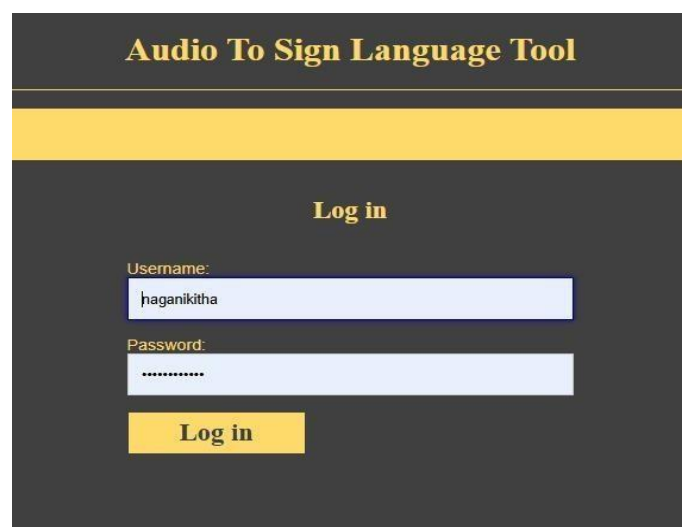 Audio To Sign Language Tool
Log in
Username:
naganikitha
Password:
••••••••••••
Log in